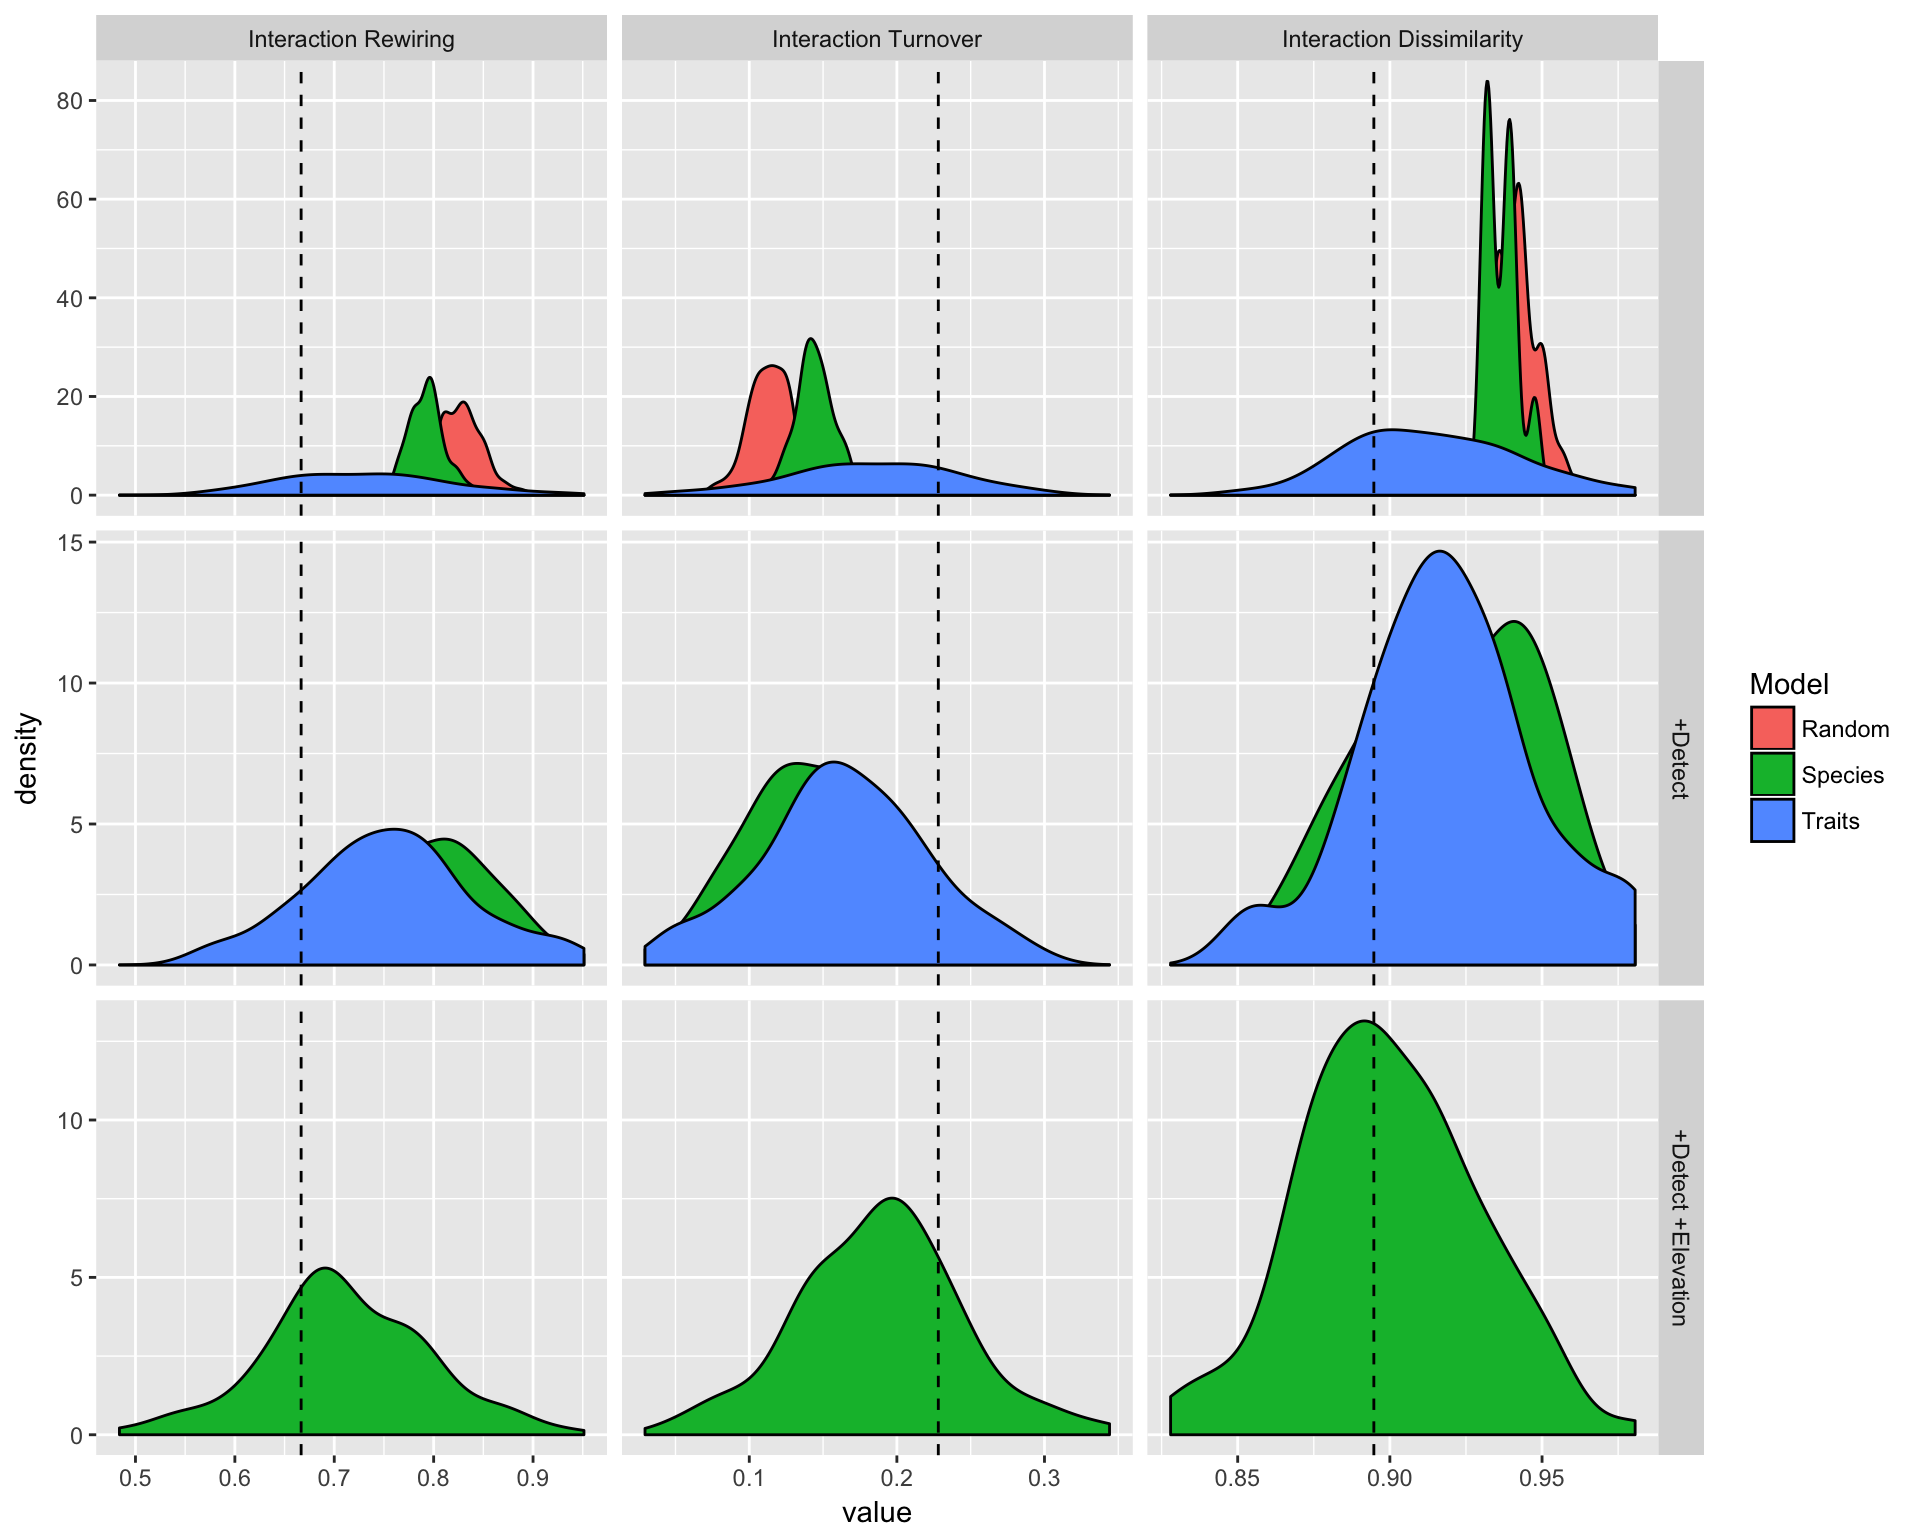 Interaction Rewiring
Interaction Turnover
Interaction Dissimilarity
80
60
40
20
0
15
10
5
0
+Detect
10
5
0
+Detect +Elevation
0.5 0.6 0.7 0.8 0.9
0.1 0.2 0.3
0.85 0.90 0.95
value
density
Model
Random
Species
Traits